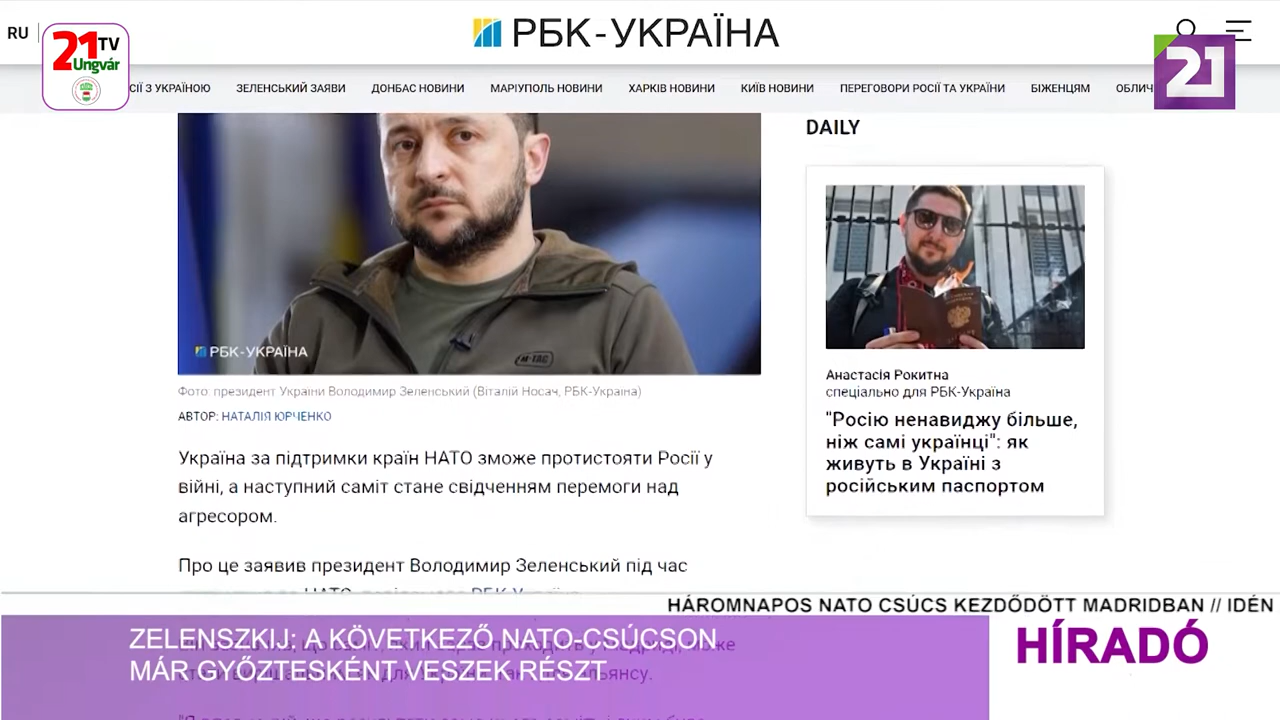 RU
21 TV
Ungvár
РБК-УКРАЇНА
21
СІЇ З УКРАЇНОЮ ЗЕЛЕНСЬКИЙ ЗАЯВИ ДОНБАС НОВИНИ МАРІУПОЛЬ НОВИНИ ХАРКІВ НОВИНИ КИЇВ НОВИНИ ПЕРЕГОВОРИ РОСІЇ ТА УКРАЇНИ БІЖЕНЦЯМ ОБЛИЧ
DAILY
M-TAC
РБК-УКРАЇНА
Фото: президент України Володимир Зеленський (Віталій Носач, РБК-Україна)
АВТОР: НАТАЛІЯ ЮРЧЕНКО
Україна за підтримки країн НАТО зможе протистояти Росії у
війні, а наступний саміт стане свідченням перемоги над
агресором.
Про це заявив президент Володимир Зеленський під час
Анастасія Рокитна
спеціально для РБК-Україна
"Росію ненавиджу більше,
ніж самі українці": як
живуть в Україні з
російським паспортом
HÁROMNAPOS NATO CSÚCS KEZDŐDÖTT MADRIDBAN // IDÉN
ZELENSZKIJ: A KÖVETKEZŐ NATO-CSÚCSON
MÁR GYŐZTESKÉNT VESZEK RÉSZT
HÍRADÓ